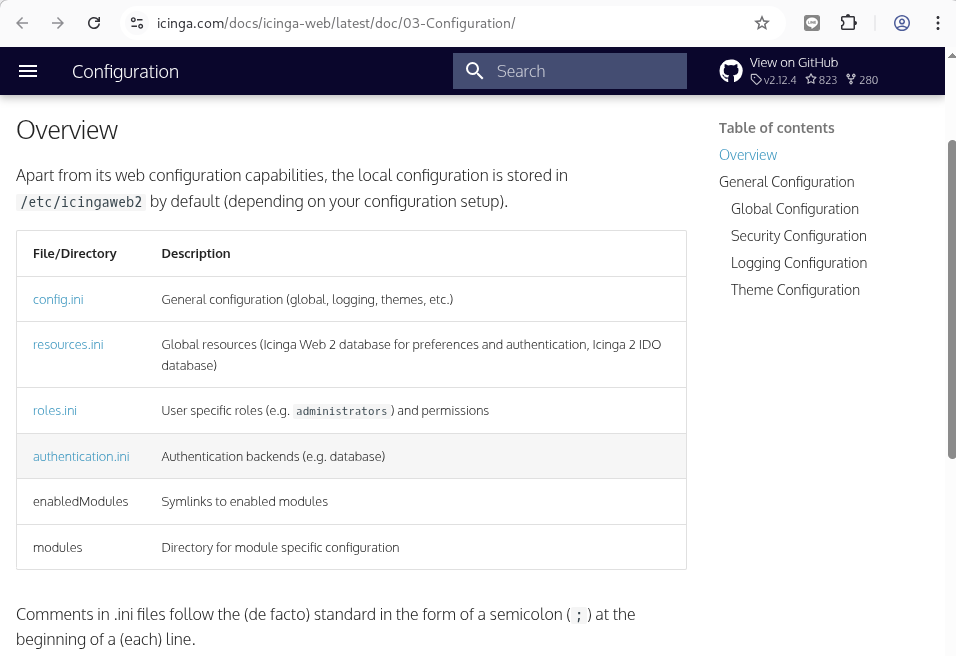 icinga.com/docs/icinga-web/latest/doc/03-Configuration/
Configuration
Search
View on GitHub
v2.12.4 823 280
Overview
Apart from its web configuration capabilities, the local configuration is stored in
/etc/icingaweb2 by default (depending on your configuration setup).
File/Directory Description
config.ini General configuration (global, logging, themes, etc.)
resources.ini Global resources (Icinga Web 2 database for preferences and authentication, Icinga 2 IDO
database)
roles.ini User specific roles (e.g. administrators) and permissions
authentication.ini Authentication backends (e.g. database)
enabledModules Symlinks to enabled modules
modules Directory for module specific configuration
Comments in .ini files follow the (de facto) standard in the form of a semicolon ( ; ) at the
beginning of a (each) line.
Table of contents
Overview
General Configuration
Global Configuration
Security Configuration
Logging Configuration
Theme Configuration